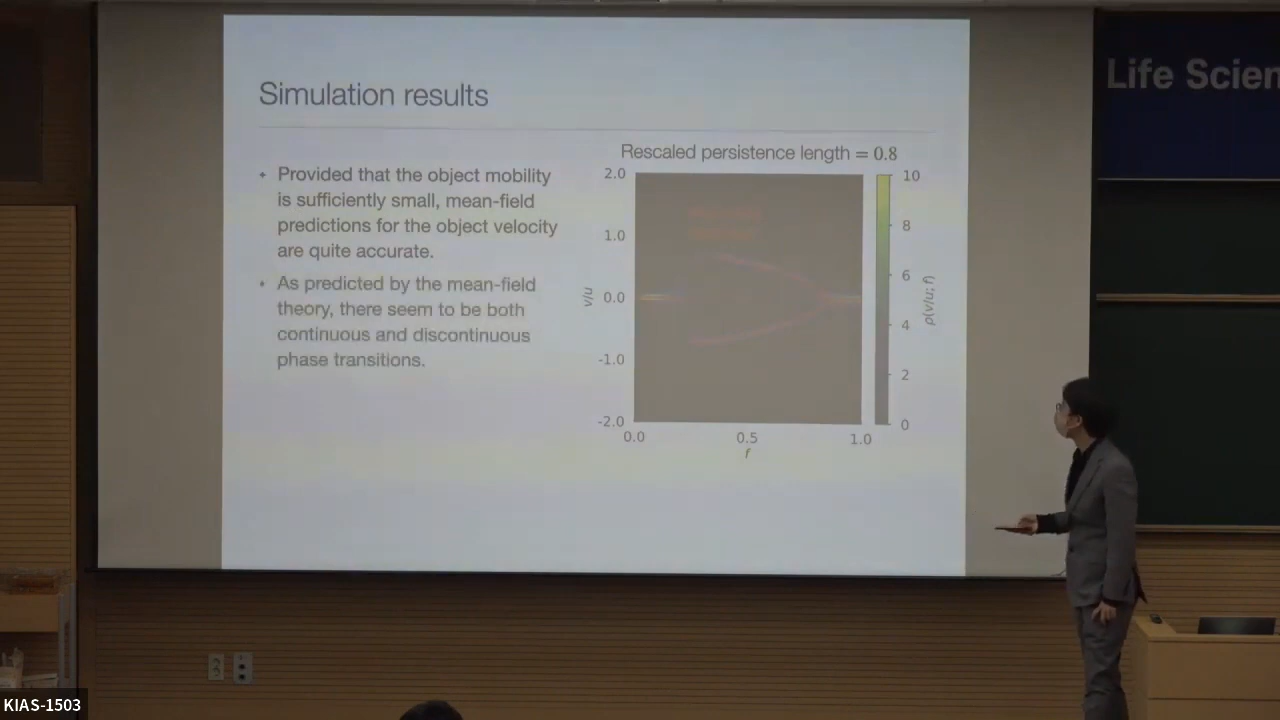 Life Scien
Simulation results
Provided that the object mobility
is sufficiently small, mean-field
predictions for the object velocity
are quite accurate.
As predicted by the mean-field
theory, there seem to be both
continuous and discontinuous
phase transitions.
Rescaled persistence length = 0.8
2.0
1.0
0.0
-1.0
-2.0
v/u
0.0
0.5
1.0
f
10
8
6
4
2
0
ρ(v/u; f)
KIAS-1503